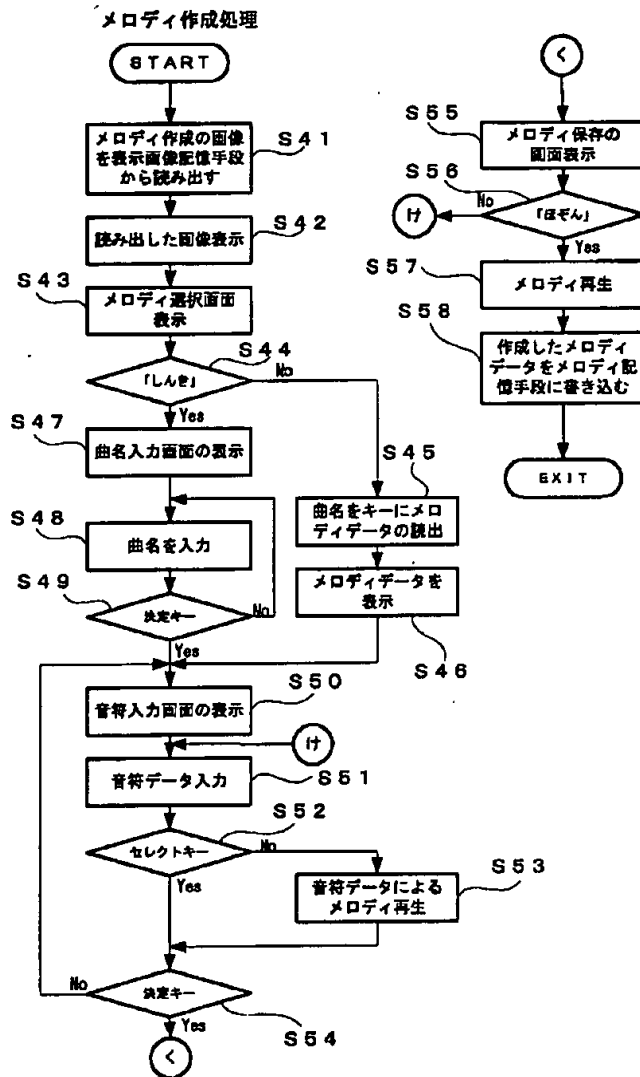 メロディ作成処理
START
S41
メロディ作成の画像
を表示画像記憶手段
から読み出す
S42
読み出した画像表示
S43
メロディ選択画面
表示
S44
「しんき」
No
Yes
S47
曲名入力画面の表示
S45
曲名をキーにメロ
ディデータの読出
S48
曲名を入力
S46
メロディデータを
表示
S49
決定キー
No
Yes
S50
音符入力画面の表示
け
S51
音符データ入力
S52
セレクトキー
No
Yes
S53
音符データによる
メロディ再生
No
決定キー
S54
Yes
く
く
S55
メロディ保存の
画面表示
S56
け
No
「ほぞん」
Yes
S57
メロディ再生
S58
作成したメロディ
データをメロディ記
憶手段に書き込む
EXIT